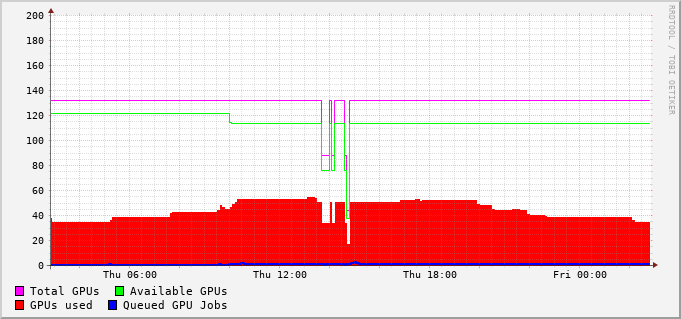 200
180
160
140
120
100
80
60
40
20
0
Thu 06:00 Thu 12:00 Thu 18:00 Fri 00:00
Total GPUs Available GPUs
GPUs used Queued GPU Jobs
RRDTOOL / TOBI OETIKER